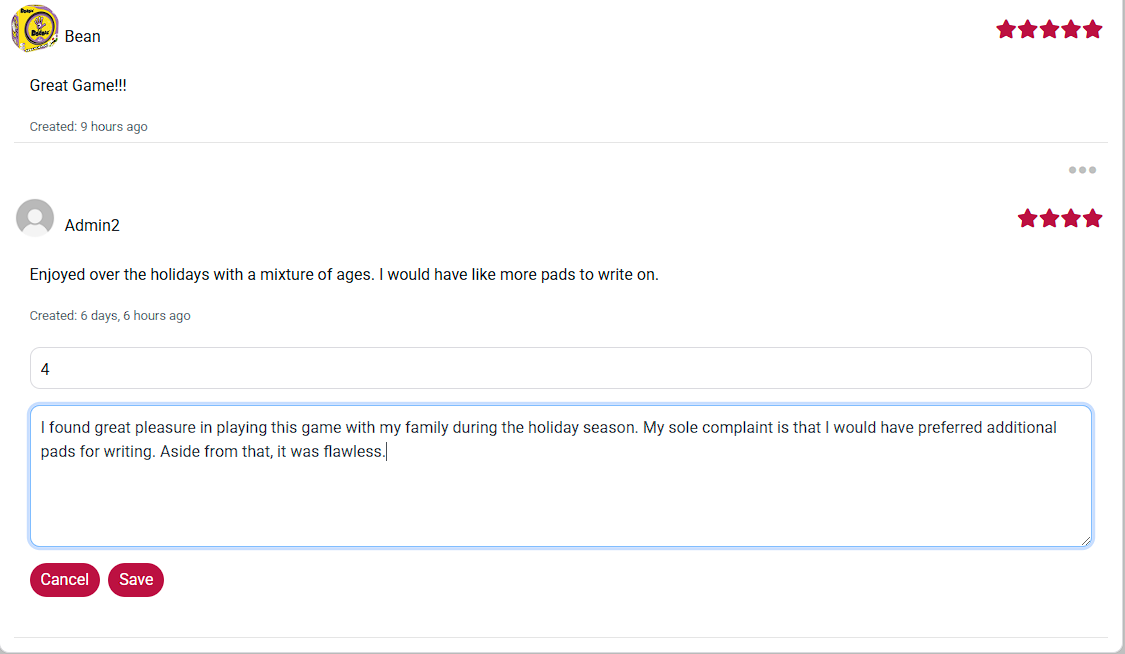 Dobble
Bean
Great Game!!!
Created: 9 hours ago
Admin2
Enjoyed over the holidays with a mixture of ages. I would have like more pads to write on.
Created: 6 days, 6 hours ago
4
I found great pleasure in playing this game with my family during the holiday season. My sole complaint is that I would have preferred additional
pads for writing. Aside from that, it was flawless.
Cancel Save